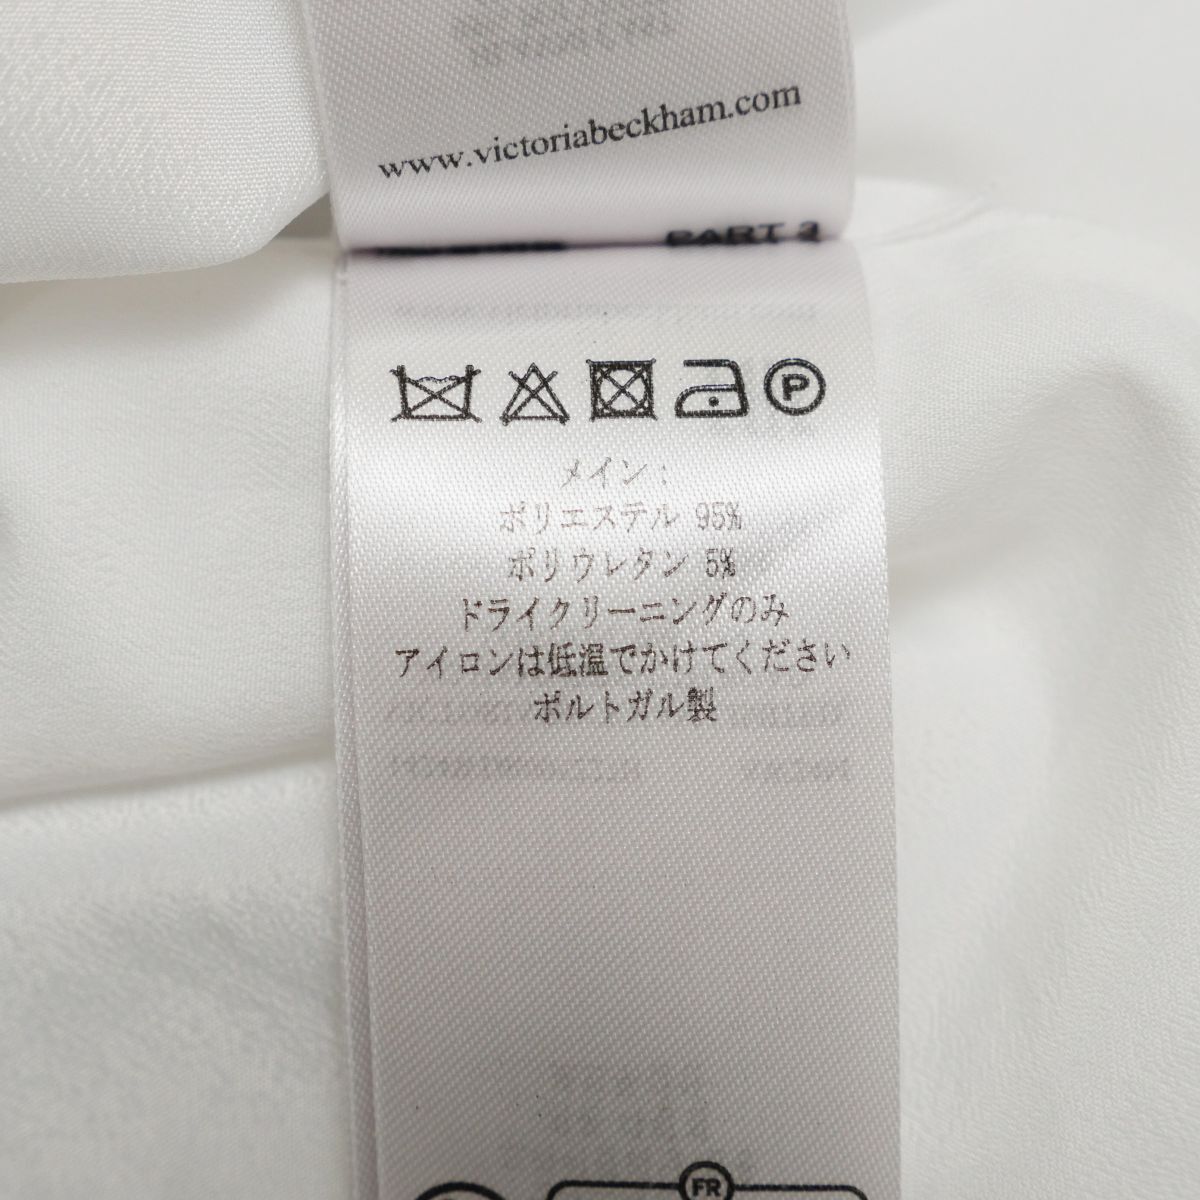 www.victoriabeckham.com
PART 2
P
メイン:
ポリエステル 95%
ポリウレタン 5%
ドライクリーニングのみ
アイロンは低温でかけてください
ポルトガル製
FR